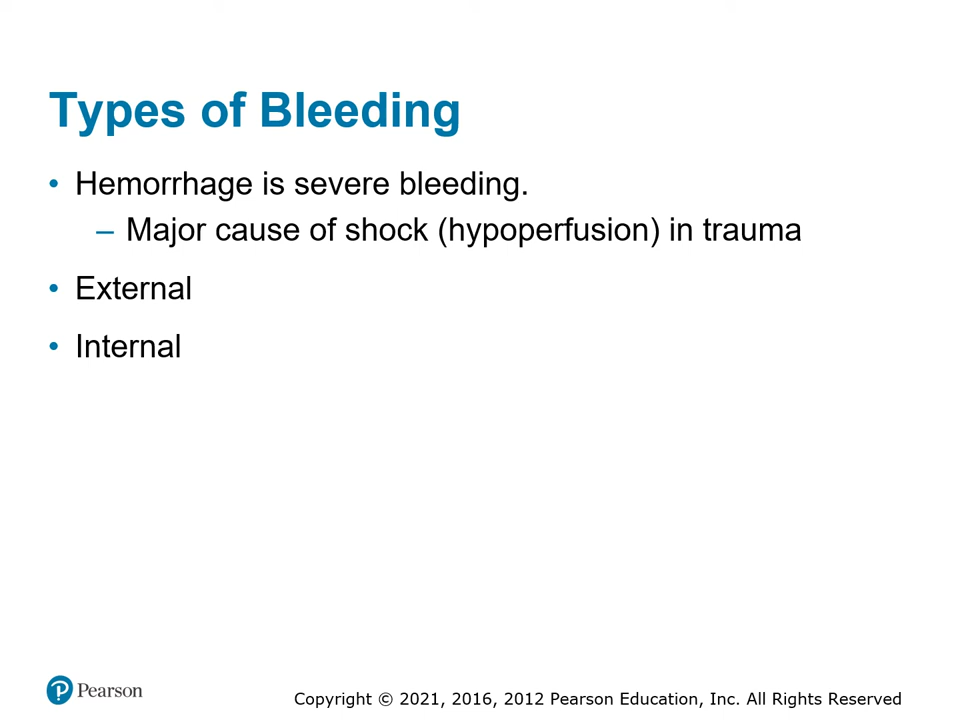 Types of Bleeding
• Hemorrhage is severe bleeding.
– Major cause of shock (hypoperfusion) in trauma
• External
• Internal
Pearson
Copyright © 2021, 2016, 2012 Pearson Education, Inc. All Rights Reserved